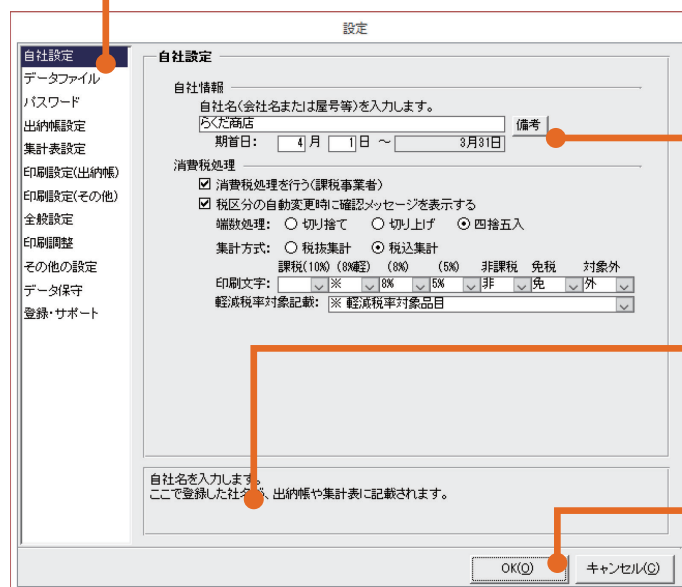 設定
自社設定
データファイル
パスワード
出納帳設定
集計表設定
印刷設定(出納帳)
印刷設定(その他)
全般設定
印刷調整
その他の設定
データ保守
登録・サポート
自社設定
自社情報
自社名(会社名または屋号等)を入力します。
らくだ商店 備考
期首日: 4 月 1 日 ～ 3月31日
消費税処理
消費税処理を行う(課税事業者)
税区分の自動変更時に確認メッセージを表示する
端数処理: 切り捨て 切り上げ 四捨五入
集計方式: 税抜集計 税込集計
課税(10%) (8%軽) (8%) (5%) 非課税 免税 対象外
印刷文字: ※ 8% 5% 非 免 外
軽減税率対象記載: ※ 軽減税率対象品目
自社名を入力します。
ここで登録した社名が、出納帳や集計表に記載されます。
OK(O) キャンセル(C)